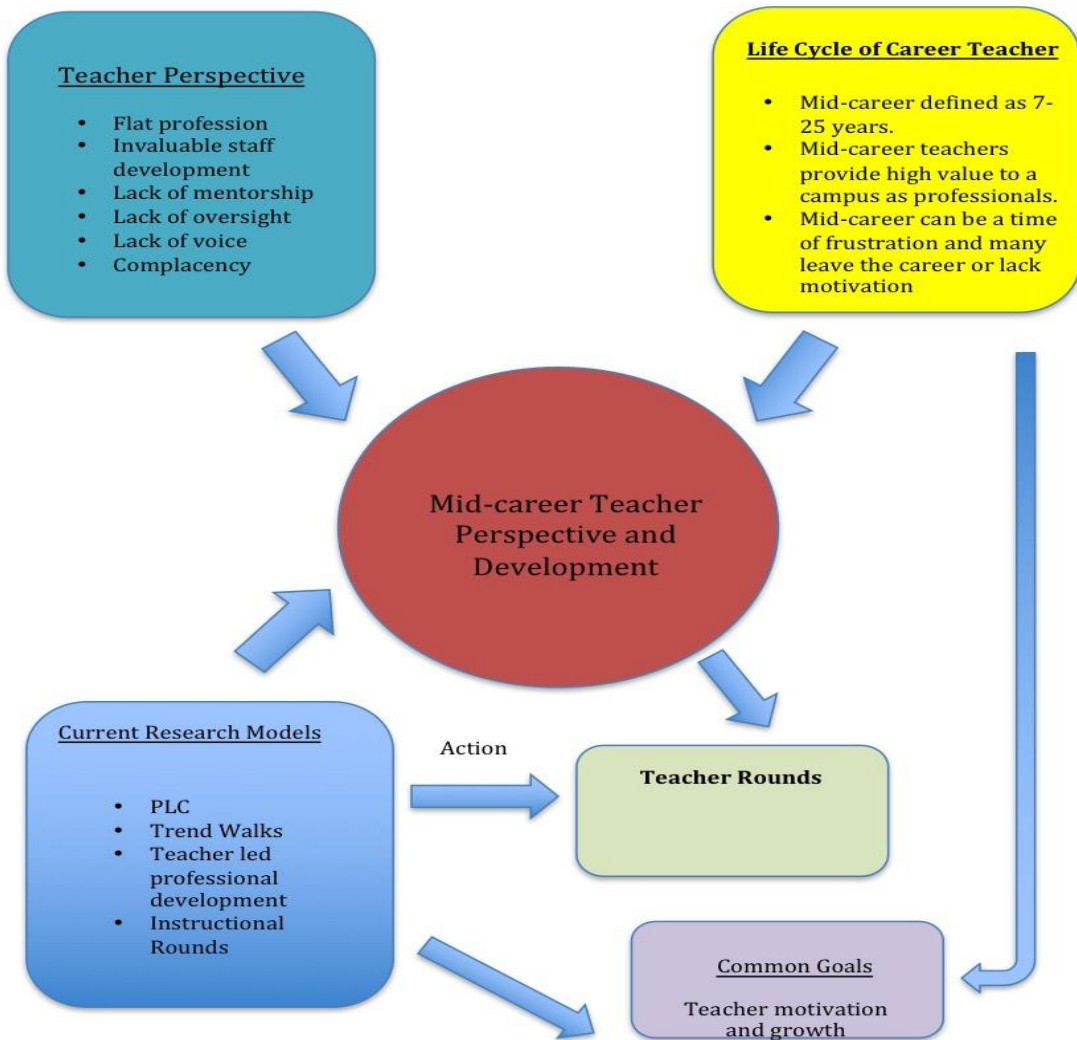 Teacher Perspective
• Flat profession
• Invaluable staff
development
• Lack of mentorship
• Lack of oversight
• Lack of voice
• Complacency
Life Cycle of Career Teacher
• Mid-career defined as 7-
25 years.
• Mid-career teachers
provide high value to a
campus as professionals.
• Mid-career can be a time
of frustration and many
leave the career or lack
motivation
Mid-career Teacher
Perspective and
Development
Current Research Models
• PLC
• Trend Walks
• Teacher led
professional
development
• Instructional
Rounds
Action
Teacher Rounds
Common Goals
Teacher motivation
and growth